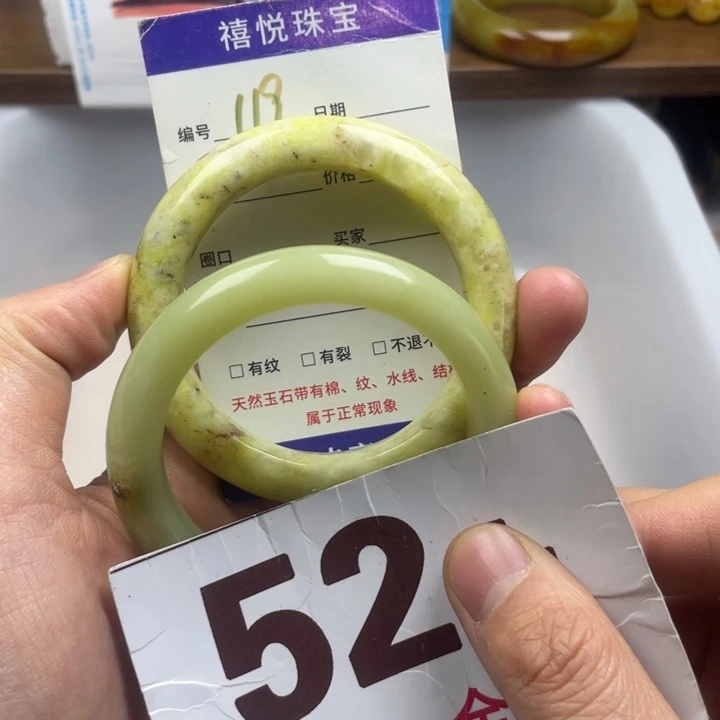 禧悦珠宝
编号 119 日期
价格
圈口 买家
□有纹 □有裂 □不退
天然玉石带有棉、纹、水线、结
属于正常现象
52